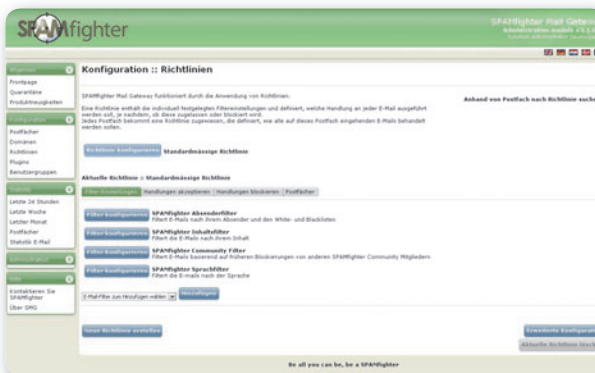 SPAMfighter
SPAMfighter Mail Gateway
Konfiguration :: Richtlinien
Frontpage
Quarantäne
Produktneuigkeiten
Konfiguration
Postfächer
Domänen
Richtlinien
Plugins
Benutzergruppen
Statistik
Letzte 24 Stunden
Letzte Woche
Letzter Monat
Postfächer
Statistik E-Mail
Administration
Kontaktieren Sie
SPAMfighter
Über SMG
SPAMfighter Mail Gateway funktioniert durch die Anwendung von Richtlinien.
Eine Richtlinie enthält die individuell festgelegten Filtereinstellungen und definiert, welche Handlung an jeder E-Mail ausgeführt
werden soll, je nachdem, ob diese zugelassen oder blockiert wird.
Jedes Postfach bekommt eine Richtlinie zugewiesen, die definiert, wie alle auf dieses Postfach eingehenden E-Mails behandelt
werden sollen.
Anhand von Postfach nach Richtlinie suche
Richtlinie konfigurieren Standardmässige Richtlinie
Aktuelle Richtlinie :: Standardmässige Richtlinie
Filter-Einstellungen Handlungen akzeptieren Handlungen blockieren Postfächer
Filter konfigurieren SPAMfighter Absenderfilter
Filtert E-Mails nach ihrem Absender und den White- und Blacklisten
Filter konfigurieren SPAMfighter Inhaltsfilter
Filtert die E-Mails nach ihrem Inhalt
Filter konfigurieren SPAMfighter Community Filter
Filtert E-Mails basierend auf früheren Blockierungen von anderen SPAMfighter Community Mitgliedern
Filter konfigurieren SPAMfighter Sprachfilter
Filtert die E-mails nach der Sprache
E-Mail-Filter zum Hinzufügen wählen Hinzufügen
Neue Richtlinie erstellen
Erweiterte Konfigurat
Aktuelle Richtlinie lösch
Be all you can be, be a SPAMfighter